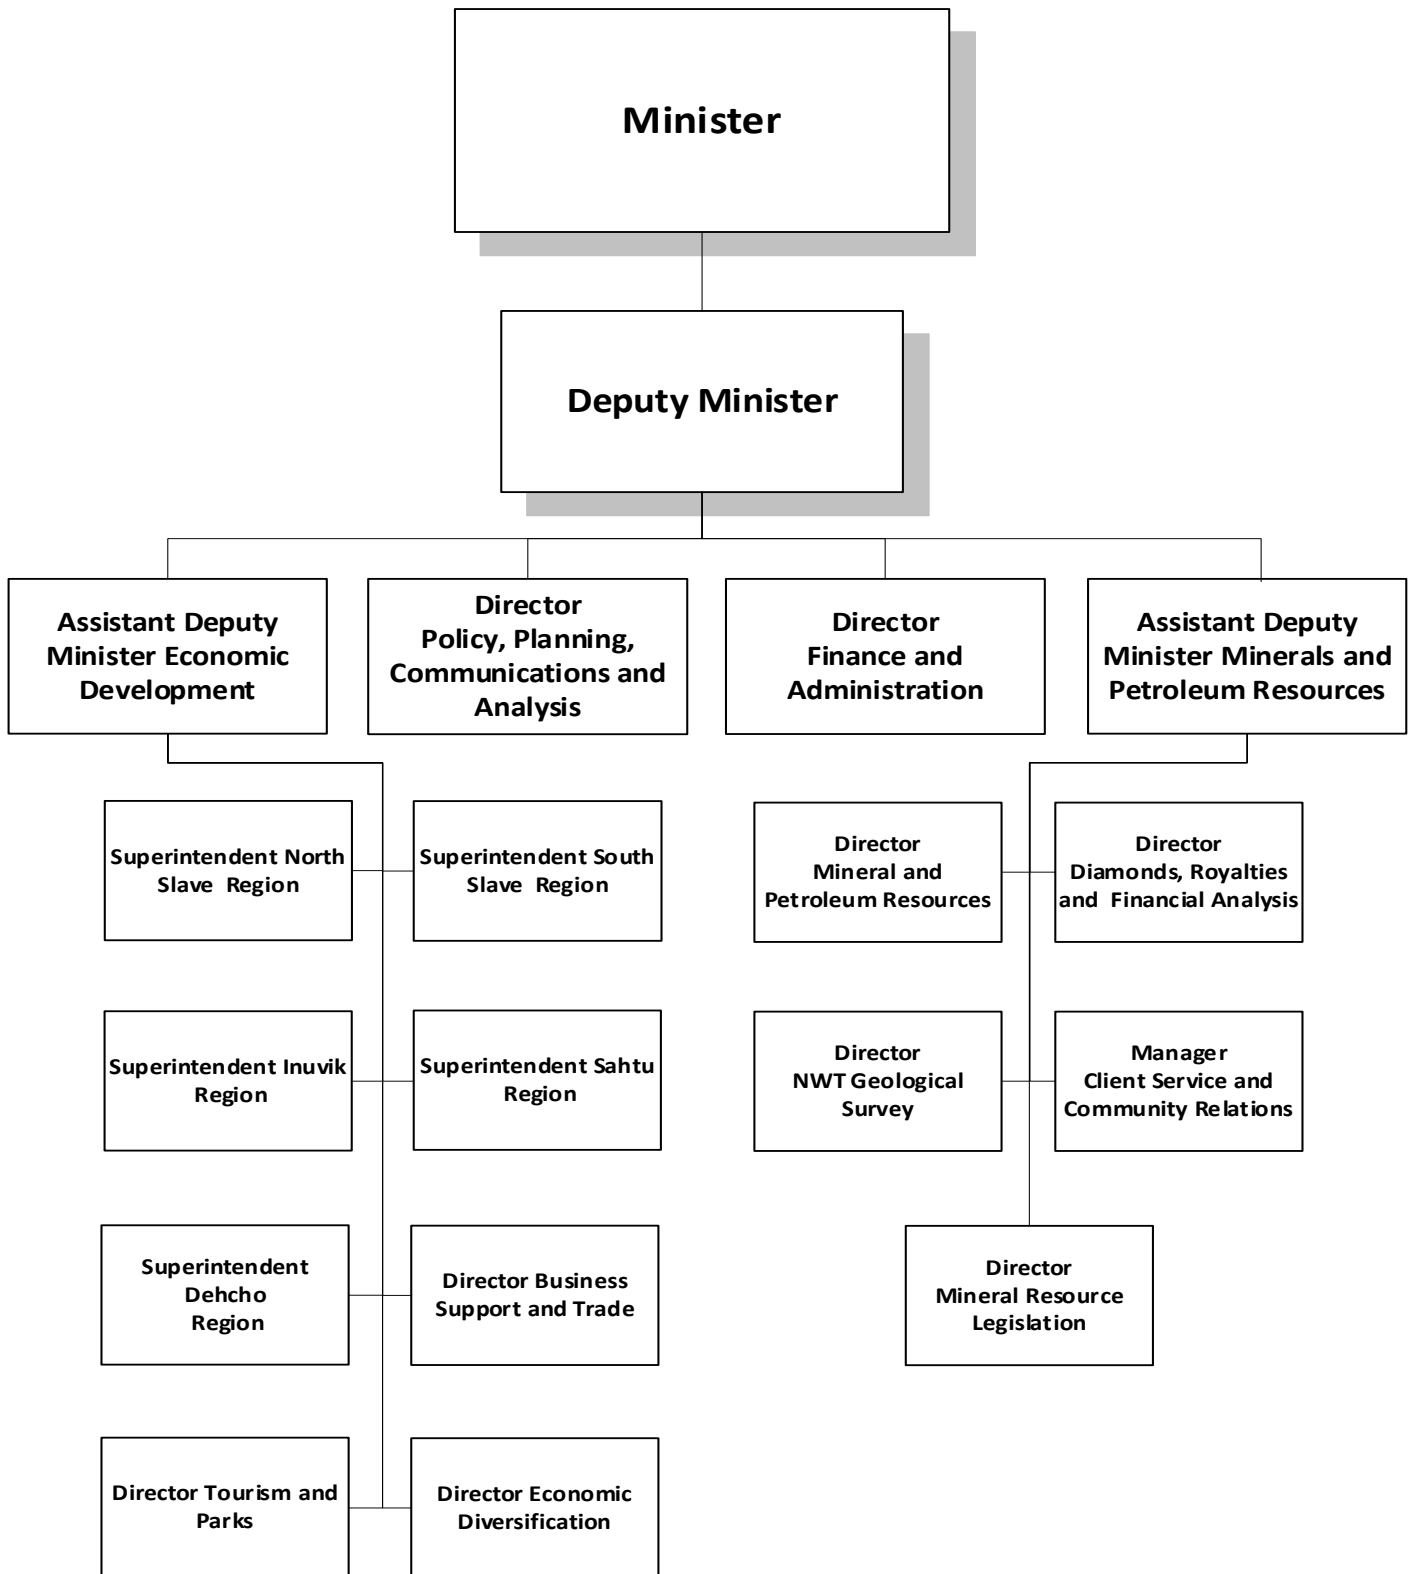 Minister
Deputy Minister
Assistant Deputy
Minister Economic
Development
Director
Policy, Planning,
Communications and
Analysis
Director
Finance and
Administration
Assistant Deputy
Minister Minerals and
Petroleum Resources
Superintendent North
Slave Region
Superintendent South
Slave Region
Director
Mineral and
Petroleum Resources
Director
Diamonds, Royalties
and Financial Analysis
Superintendent Inuvik
Region
Superintendent Sahtu
Region
Director
NWT Geological
Survey
Manager
Client Service and
Community Relations
Superintendent
Dehcho
Region
Director Business
Support and Trade
Director
Mineral Resource
Legislation
Director Tourism and
Parks
Director Economic
Diversification